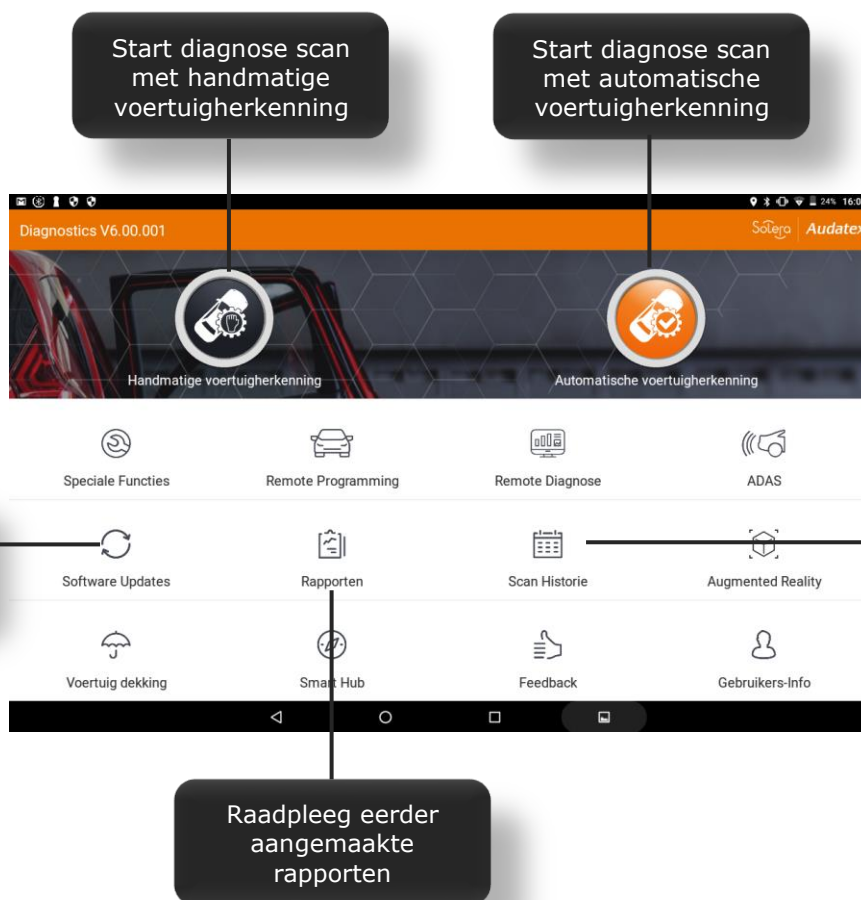 Start diagnose scan
met handmatige
voertuigherkenning
Start diagnose scan
met automatische
voertuigherkenning
24% 16:0
Diagnostics V6.00.001
Solera Audatex
Handmatige voertuigherkenning
Automatische voertuigherkenning
Speciale Functies
Remote Programming
Remote Diagnose
ADAS
Software Updates
Rapporten
Scan Historie
Augmented Reality
Voertuig dekking
Smart Hub
Feedback
Gebruikers-Info
Raadpleeg eerder
aangemaakte
rapporten